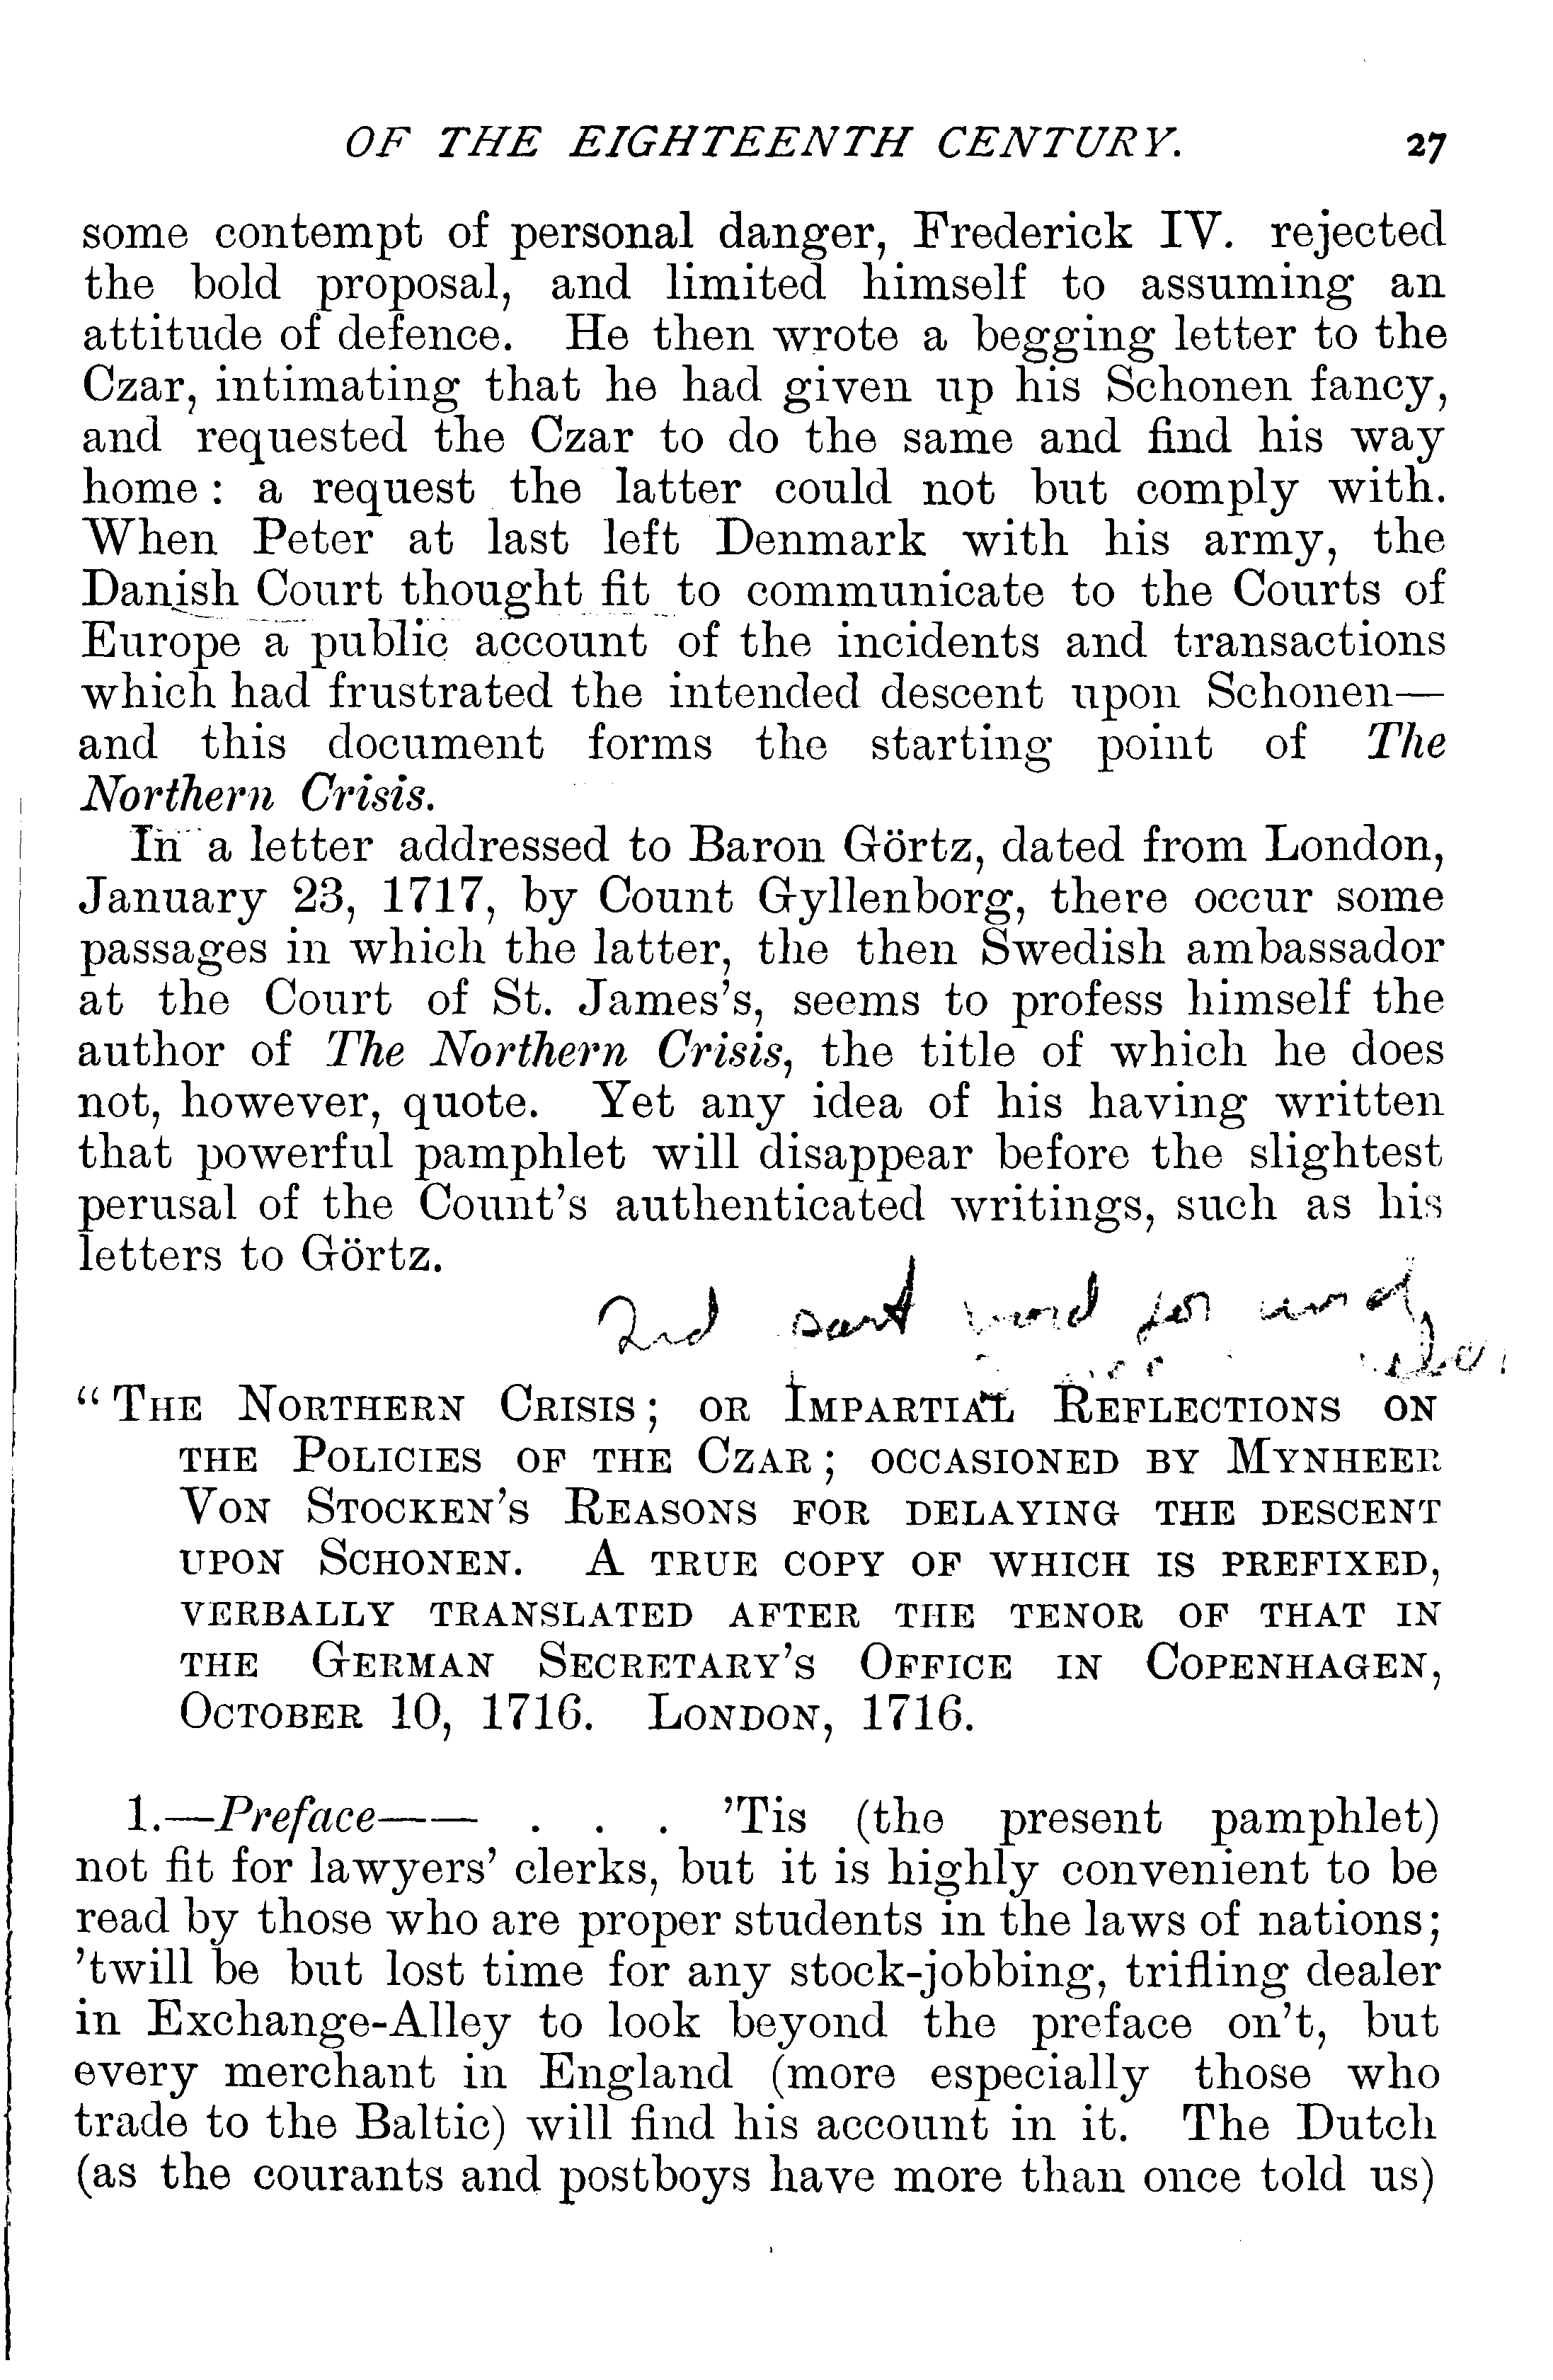 OF THE EIGHTEENTH CENTURY. 27
some contempt of personal danger, Frederick IV. rejected
the bold proposal, and limited himself to assuming an
attitude of defence. He then wrote a begging letter to the
Czar, intimating that he had given up his Schonen fancy,
and requested the Czar to do the same and find his way
home: a request the latter could not but comply with.
When Peter at last left Denmark with his army, the
Danish Court thought fit to communicate to the Courts of
Europe a public account of the incidents and transactions
which had frustrated the intended descent upon Schonen—
and this document forms the starting point of The
Northern Crisis.
In a letter addressed to Baron Görtz, dated from London,
January 23, 1717, by Count Gyllenborg, there occur some
passages in which the latter, the then Swedish ambassador
at the Court of St. James's, seems to profess himself the
author of The Northern Crisis, the title of which he does
not, however, quote. Yet any idea of his having written
that powerful pamphlet will disappear before the slightest
perusal of the Count's authenticated writings, such as his
letters to Görtz.
2nd sent word for
"THE NORTHERN CRISIS; OR IMPARTIAL REFLECTIONS ON
THE POLICIES OF THE CZAR; OCCASIONED BY MYNHEER
VON STOCKEN'S REASONS FOR DELAYING THE DESCENT
UPON SCHONEN. A TRUE COPY OF WHICH IS PREFIXED,
VERBALLY TRANSLATED AFTER THE TENOR OF THAT IN
THE GERMAN SECRETARY'S OFFICE IN COPENHAGEN,
OCTOBER 10, 1716. LONDON, 1716.
1.—Preface—— . . . 'Tis (the present pamphlet)
not fit for lawyers' clerks, but it is highly convenient to be
read by those who are proper students in the laws of nations;
'twill be but lost time for any stock-jobbing, trifling dealer
in Exchange-Alley to look beyond the preface on't, but
every merchant in England (more especially those who
trade to the Baltic) will find his account in it. The Dutch
(as the courants and postboys have more than once told us)